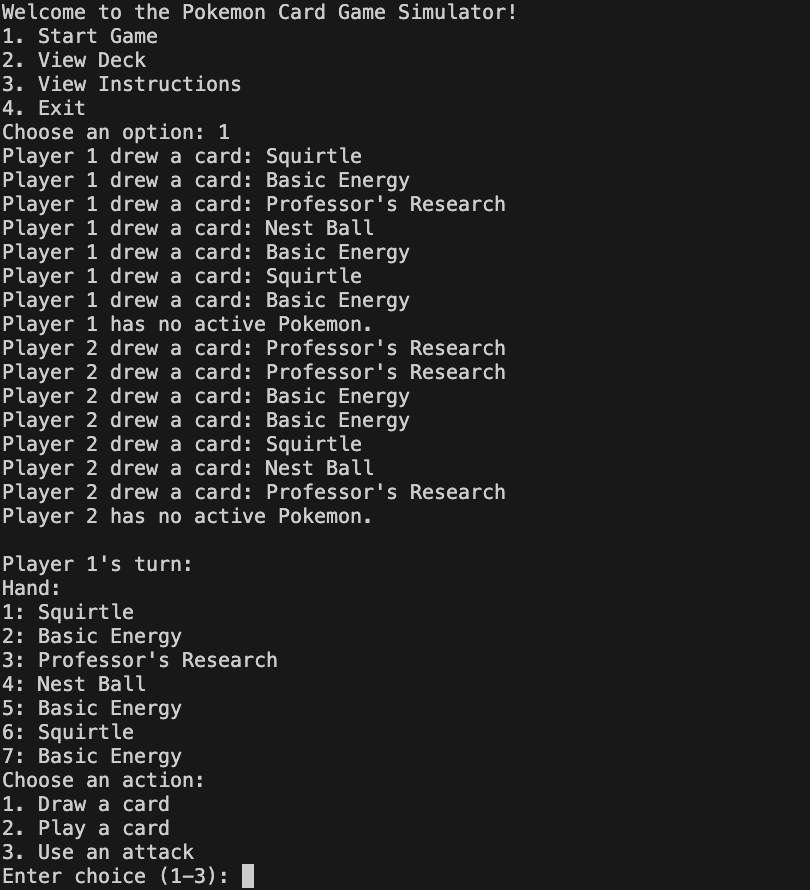 Welcome to the Pokemon Card Game Simulator!
1. Start Game
2. View Deck
3. View Instructions
4. Exit
Choose an option: 1
Player 1 drew a card: Squirtle
Player 1 drew a card: Basic Energy
Player 1 drew a card: Professor's Research
Player 1 drew a card: Nest Ball
Player 1 drew a card: Basic Energy
Player 1 drew a card: Squirtle
Player 1 drew a card: Basic Energy
Player 1 has no active Pokemon.
Player 2 drew a card: Professor's Research
Player 2 drew a card: Professor's Research
Player 2 drew a card: Basic Energy
Player 2 drew a card: Basic Energy
Player 2 drew a card: Squirtle
Player 2 drew a card: Nest Ball
Player 2 drew a card: Professor's Research
Player 2 has no active Pokemon.

Player 1's turn:
Hand:
1: Squirtle
2: Basic Energy
3: Professor's Research
4: Nest Ball
5: Basic Energy
6: Squirtle
7: Basic Energy
Choose an action:
1. Draw a card
2. Play a card
3. Use an attack
Enter choice (1-3):